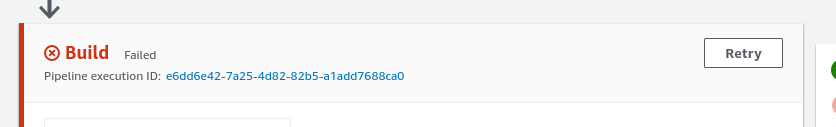 Build Failed
Retry
Pipeline execution ID: e6dd6e42-7a25-4d82-82b5-a1add7688ca0